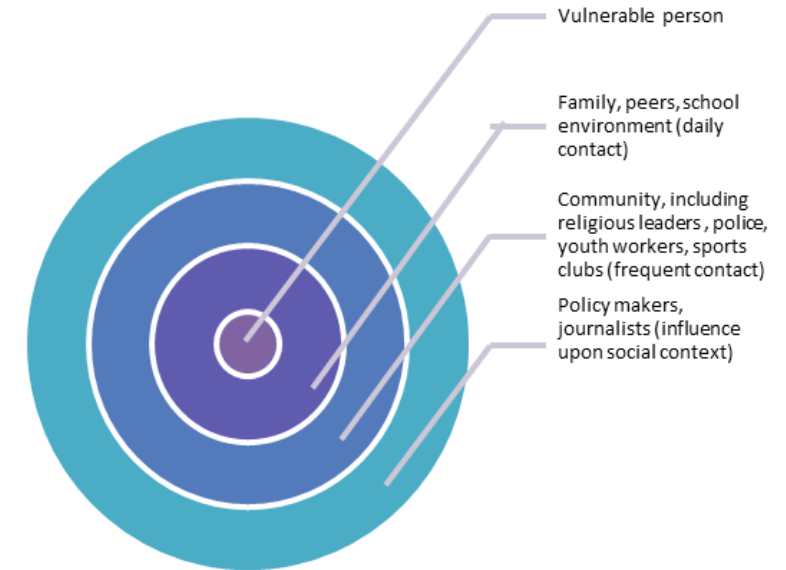 Vulnerable person
Family, peers, school
environment (daily
contact)
Community, including
religious leaders , police,
youth workers, sports
clubs (frequent contact)
Policy makers,
journalists (influence
upon social context)